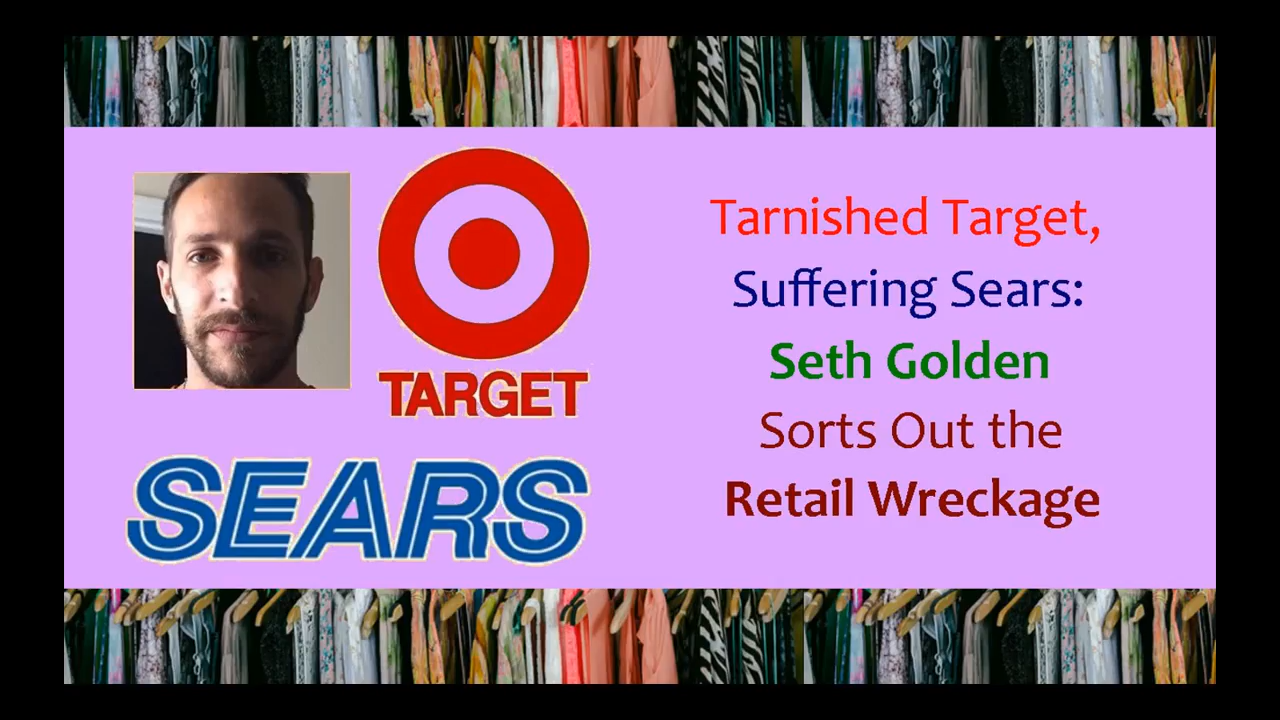 TARGET
SEARS
Tarnished Target,
Suffering Sears:
Seth Golden
Sorts Out the
Retail Wreckage